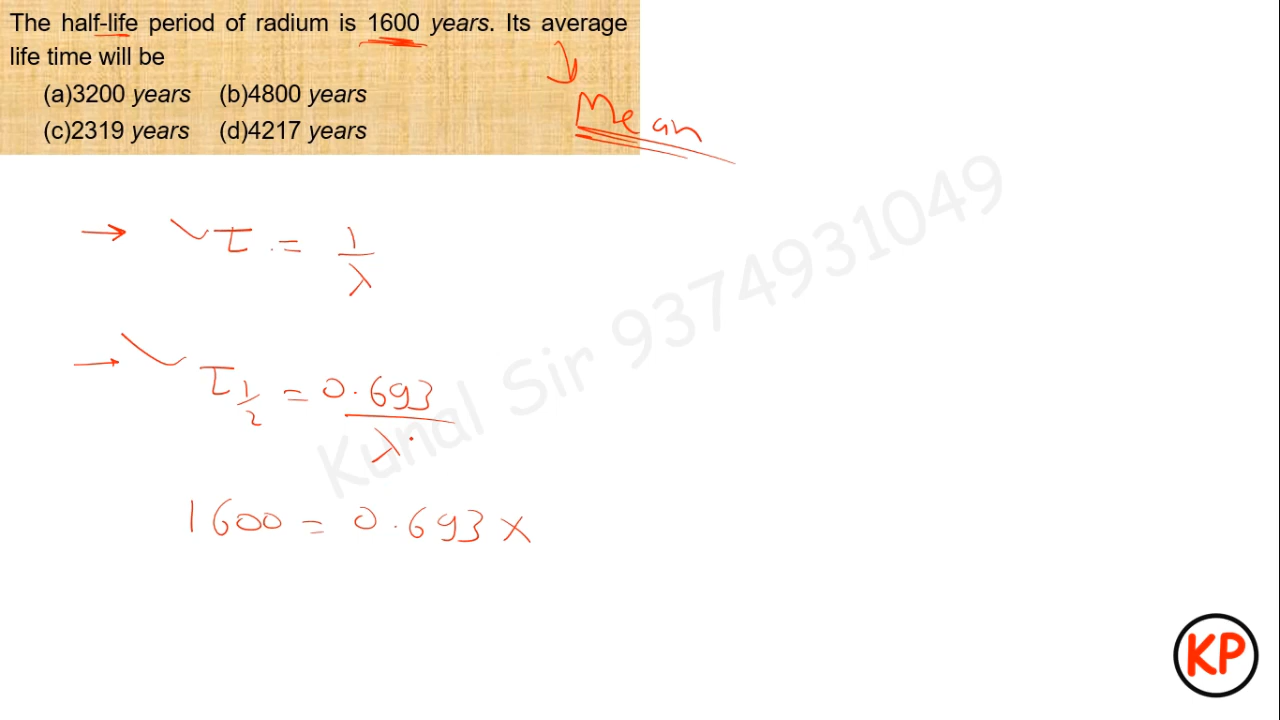 The half-life period of radium is 1600 years. Its average
life time will be
(a)3200 years (b)4800 years
(c)2319 years (d)4217 years
Mean
→ τ = 1/λ
→ τ1/2 = 0.693/λ
1600 = 0.693 ×
Kunal Sir 9374931049
KP